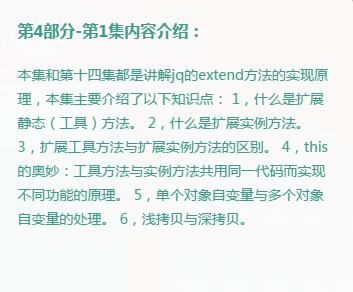 第4部分-第1集内容介绍：
本集和第十四集都是讲解jq的extend方法的实现原
理，本集主要介绍了以下知识点： 1，什么是扩展
静态（工具）方法。 2，什么是扩展实例方法。
3，扩展工具方法与扩展实例方法的区别。 4，this
的奥妙：工具方法与实例方法共用同一代码而实现
不同功能的原理。 5，单个对象自变量与多个对象
自变量的处理。 6，浅拷贝与深拷贝。